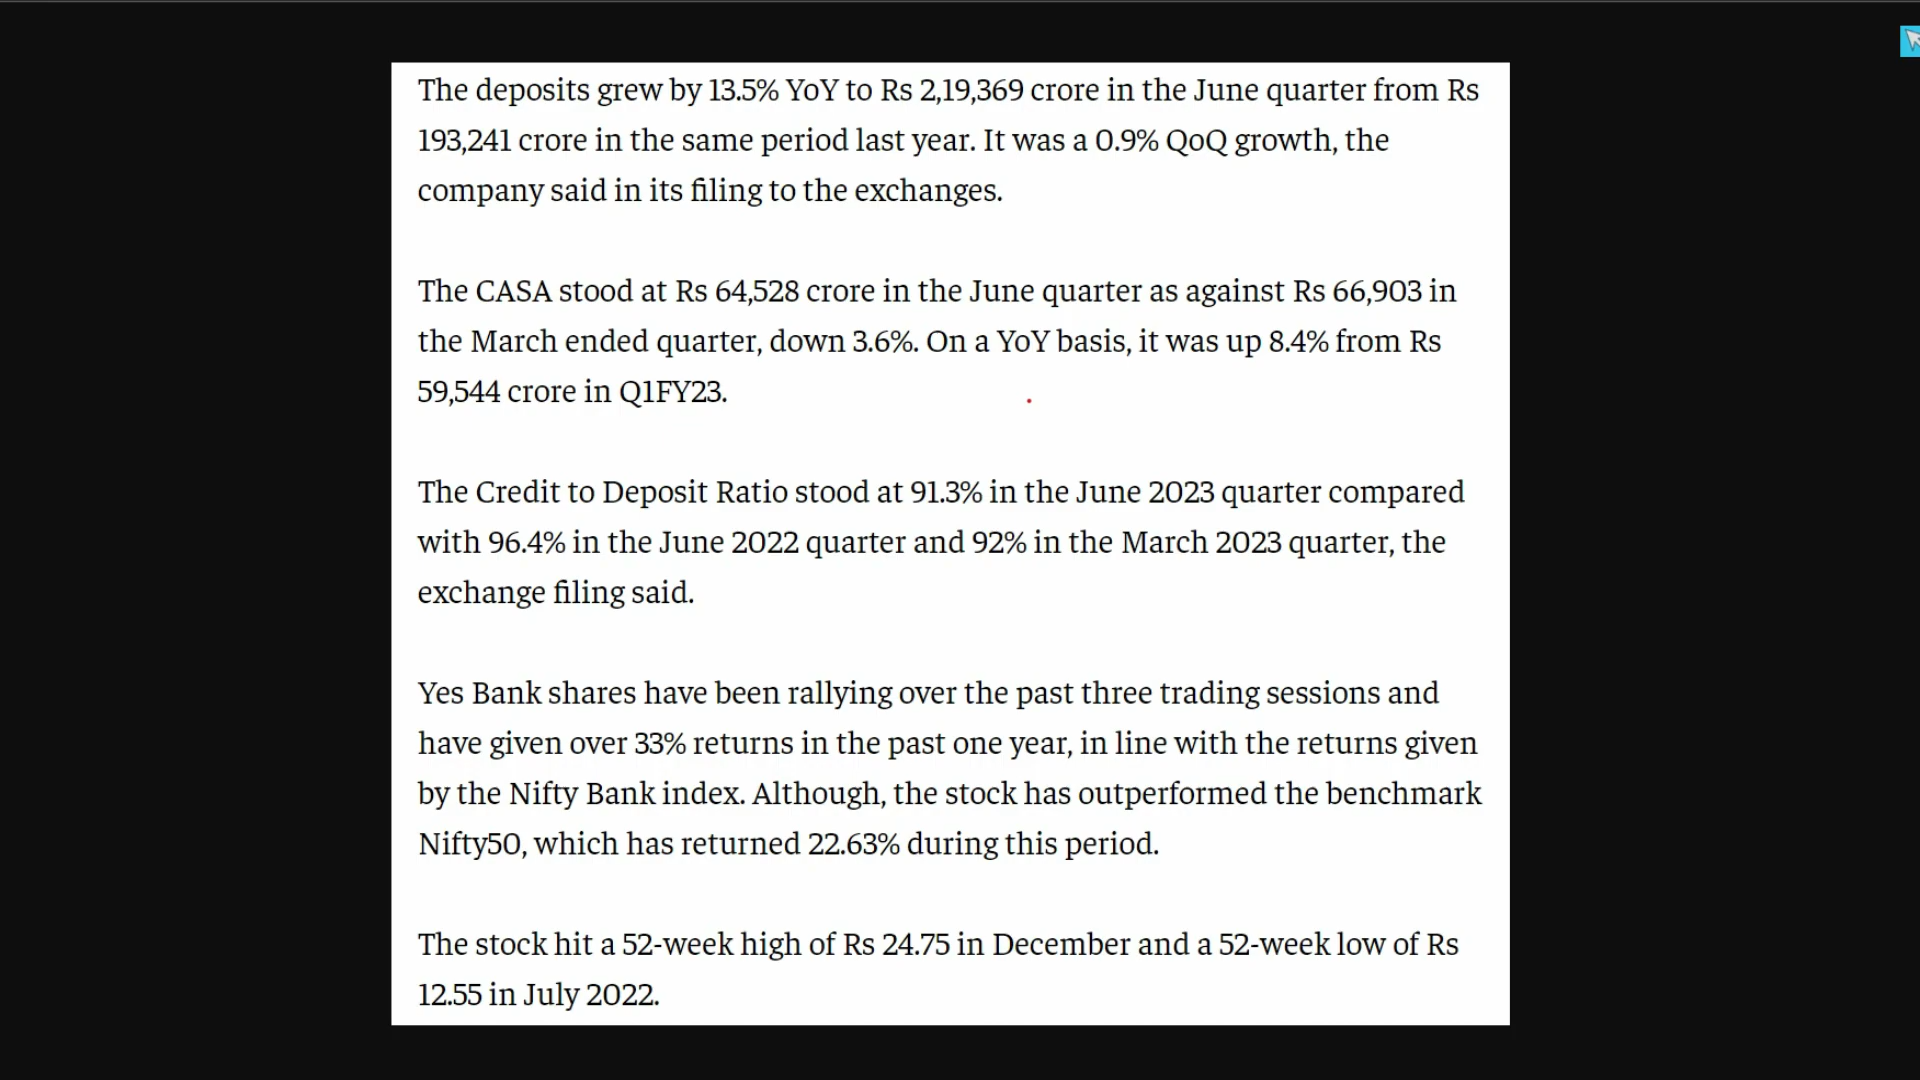 The deposits grew by 13.5% YoY to Rs 2,19,369 crore in the June quarter from Rs
193,241 crore in the same period last year. It was a 0.9% QoQ growth, the
company said in its filing to the exchanges.
The CASA stood at Rs 64,528 crore in the June quarter as against Rs 66,903 in
the March ended quarter, down 3.6%. On a YoY basis, it was up 8.4% from Rs
59,544 crore in Q1FY23.
The Credit to Deposit Ratio stood at 91.3% in the June 2023 quarter compared
with 96.4% in the June 2022 quarter and 92% in the March 2023 quarter, the
exchange filing said.
Yes Bank shares have been rallying over the past three trading sessions and
have given over 33% returns in the past one year, in line with the returns given
by the Nifty Bank index. Although, the stock has outperformed the benchmark
Nifty50, which has returned 22.63% during this period.
The stock hit a 52-week high of Rs 24.75 in December and a 52-week low of Rs
12.55 in July 2022.